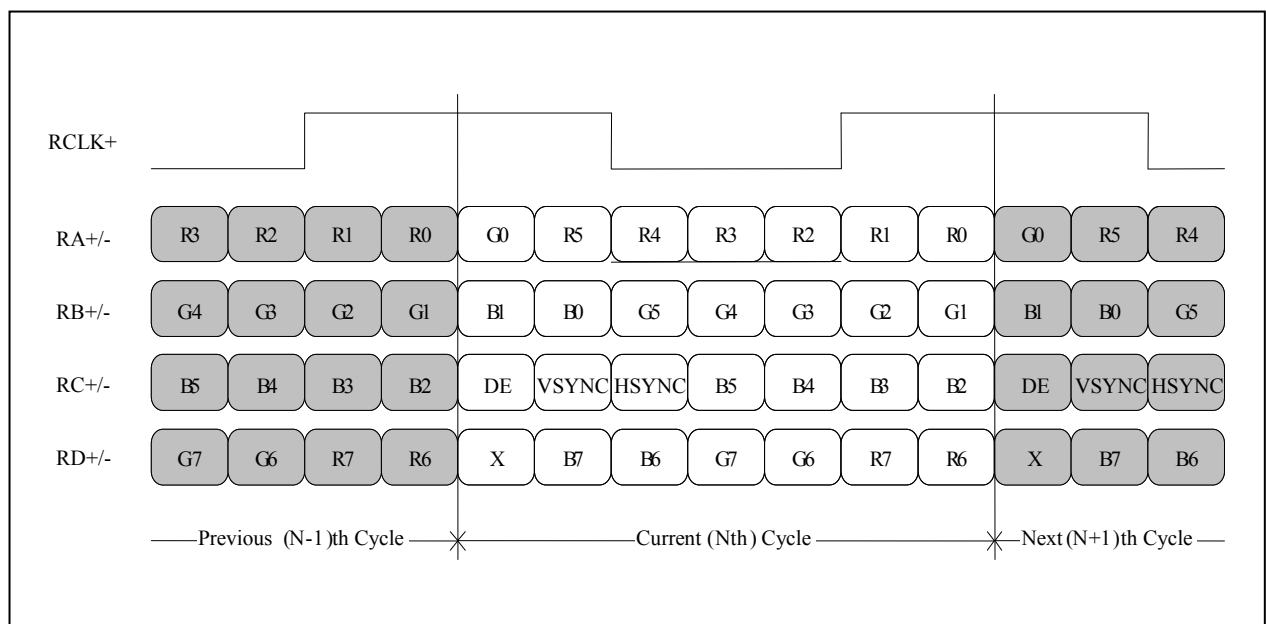 RCLK+
RA+/- R3 R2 R1 R0 G0 R5 R4 R3 R2 R1 R0 G0 R5 R4
RB+/- G4 G3 G2 G1 B1 B0 G5 G4 G3 G2 G1 B1 B0 G5
RC+/- B5 B4 B3 B2 DE VSYNC HSYNC B5 B4 B3 B2 DE VSYNC HSYNC
RD+/- G7 G6 R7 R6 X B7 B6 G7 G6 R7 R6 X B7 B6
Previous (N-1)th Cycle Current (Nth) Cycle Next (N+1)th Cycle